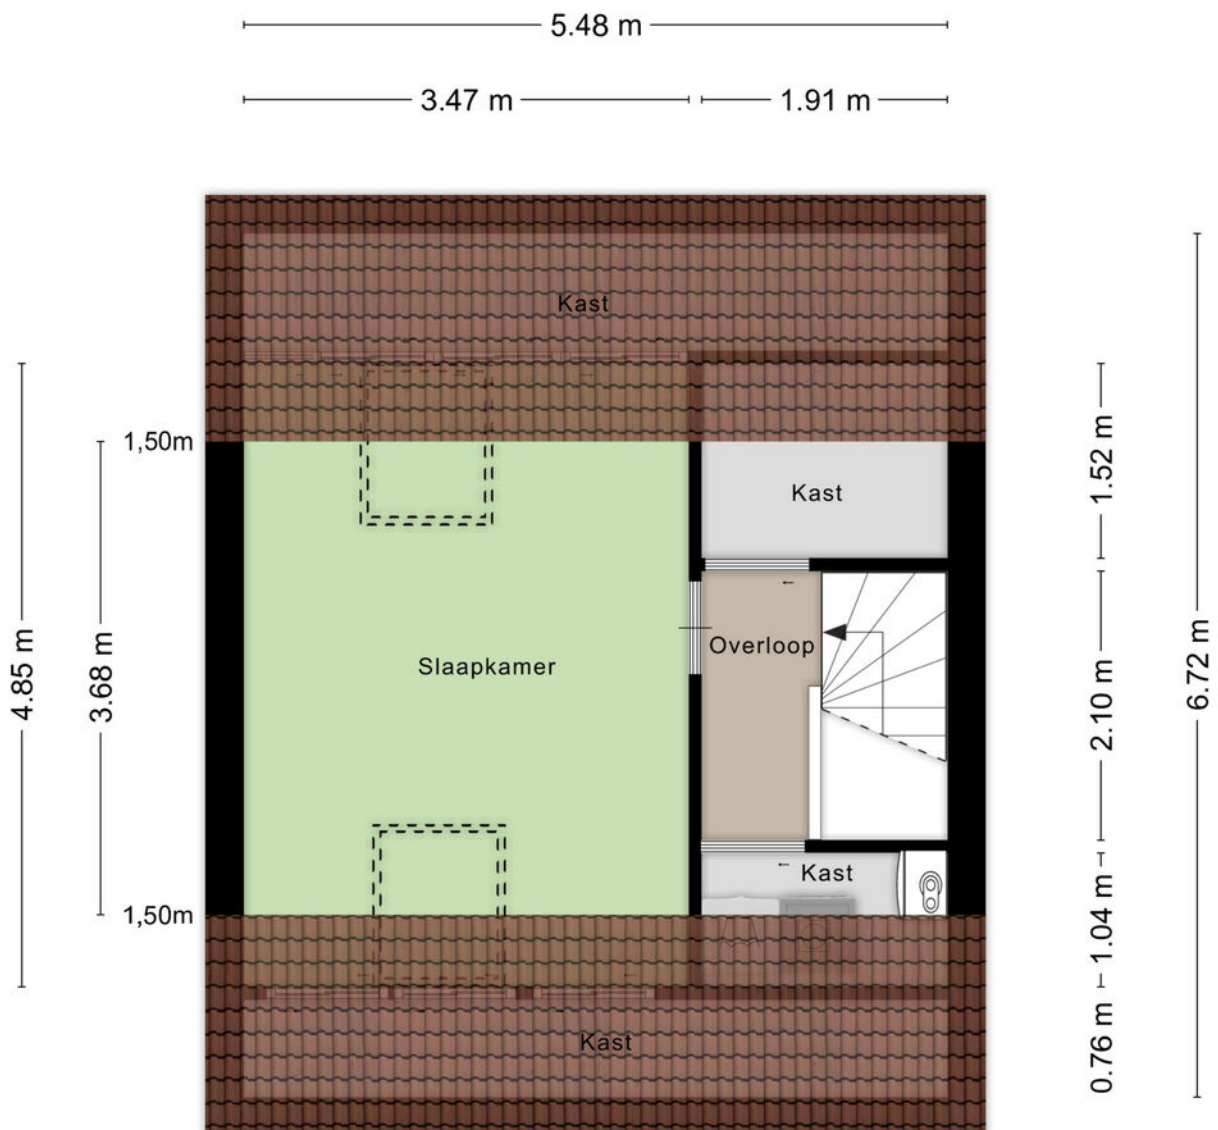 5.48 m
3.47 m
1.91 m
Kast
1,50m
1.52 m
Kast
4.85 m
3.68 m
Slaapkamer
Overloop
2.10 m
6.72 m
Kast
1,50m
1.04 m
Kast
0.76 m